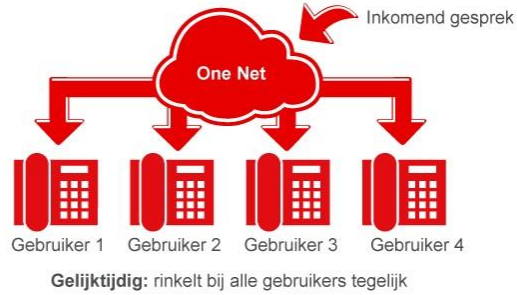 Inkomend gesprek
One Net
Gebruiker 1 Gebruiker 2 Gebruiker 3 Gebruiker 4
Gelijktijdig: rinkelt bij alle gebruikers tegelijk